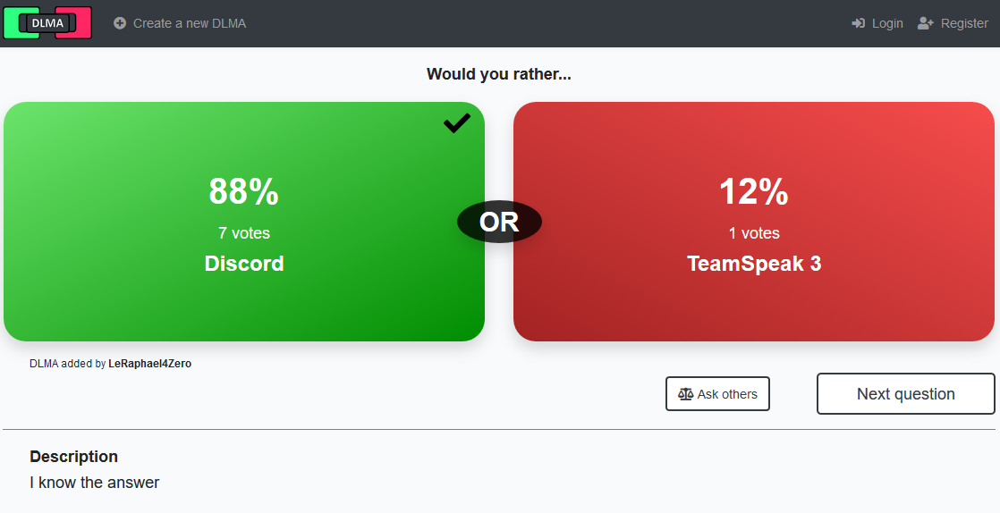 DLMA Create a new DLMA Login Register
Would you rather...
88%
7 votes
Discord
OR
12%
1 votes
TeamSpeak 3
DLMA added by LeRaphael4Zero
Ask others
Next question
Description
I know the answer